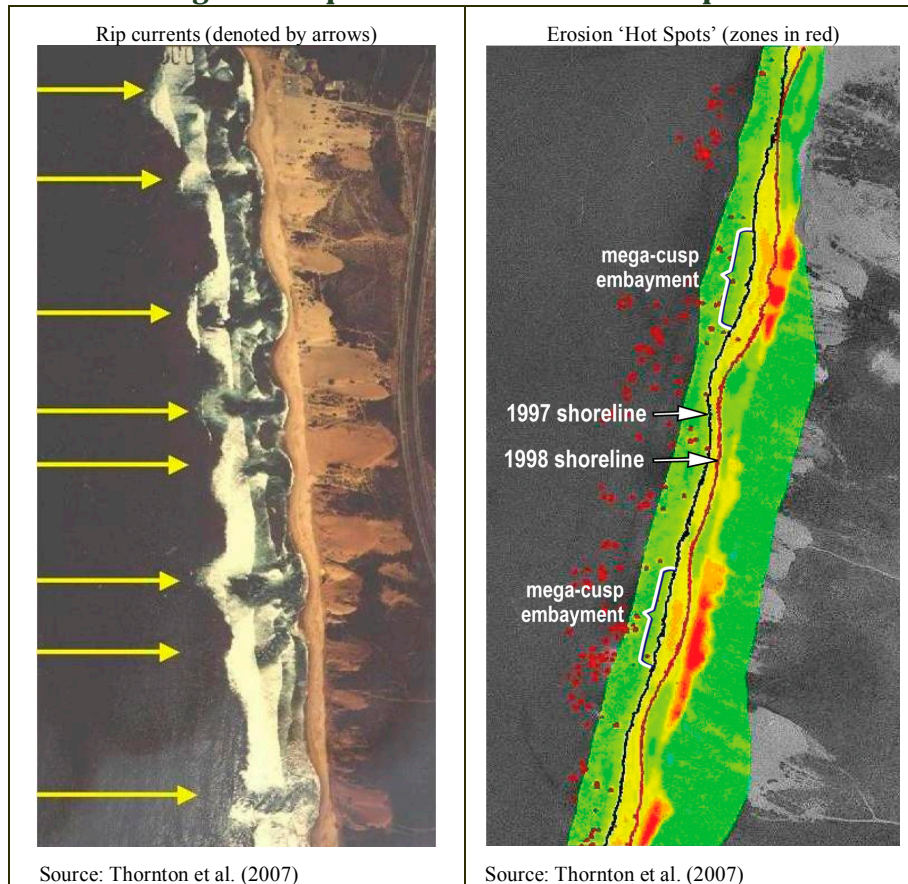 Rip currents (denoted by arrows)
Erosion ‘Hot Spots’ (zones in red)
mega-cusp
embayment
1997 shoreline
1998 shoreline
mega-cusp
embayment
Source: Thornton et al. (2007)
Source: Thornton et al. (2007)